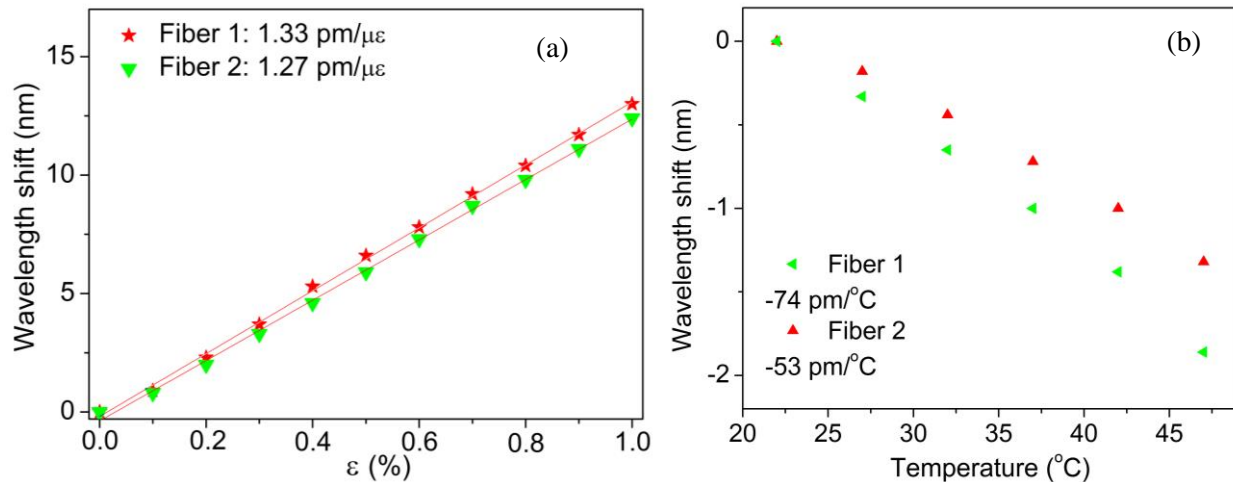 Fiber 1: 1.33 pm/με
Fiber 2: 1.27 pm/με
(a)
15
10
5
0
Wavelength shift (nm)
0.0 0.2 0.4 0.6 0.8 1.0
ε (%)
(b)
0
-1
-2
Wavelength shift (nm)
Fiber 1
-74 pm/°C
Fiber 2
-53 pm/°C
20 25 30 35 40 45
Temperature (°C)